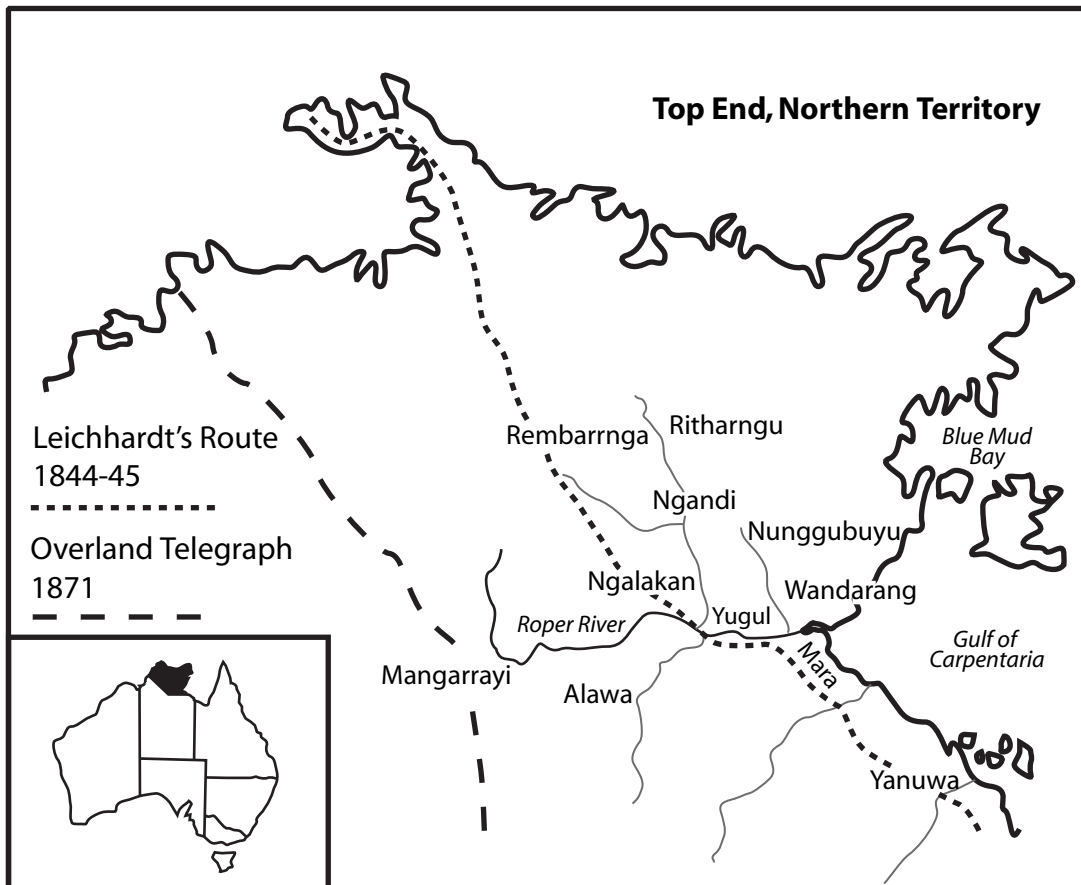 Top End, Northern Territory
Leichhardt's Route
1844-45
Overland Telegraph
1871
Rembarrnga
Ritharngu
Blue Mud
Bay
Ngandi
Nunggubuyu
Ngalakan
Wandarang
Yugul
Roper River
Gulf of
Carpentaria
Mara
Mangarrayi
Alawa
Yanuwa